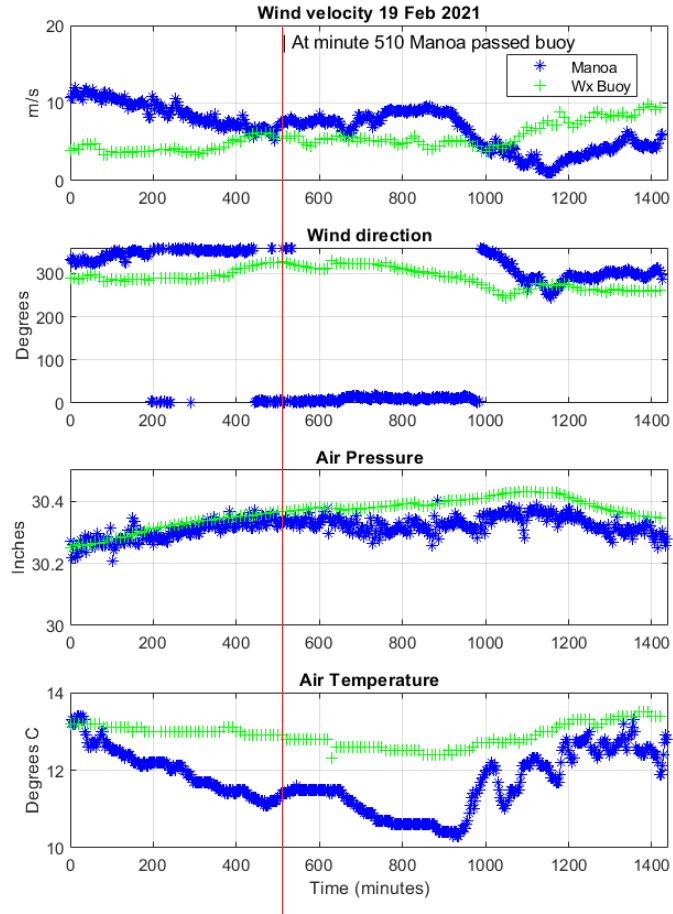 Wind velocity 19 Feb 2021
20
At minute 510 Manoa passed buoy
Manoa
Wx Buoy
m/s
10
0
0 200 400 600 800 1000 1200 1400
Wind direction
Degrees
300
200
100
0
0 200 400 600 800 1000 1200 1400
Air Pressure
Inches
30.4
30.2
30
0 200 400 600 800 1000 1200 1400
Air Temperature
Degrees C
14
12
10
0 200 400 600 800 1000 1200 1400
Time (minutes)